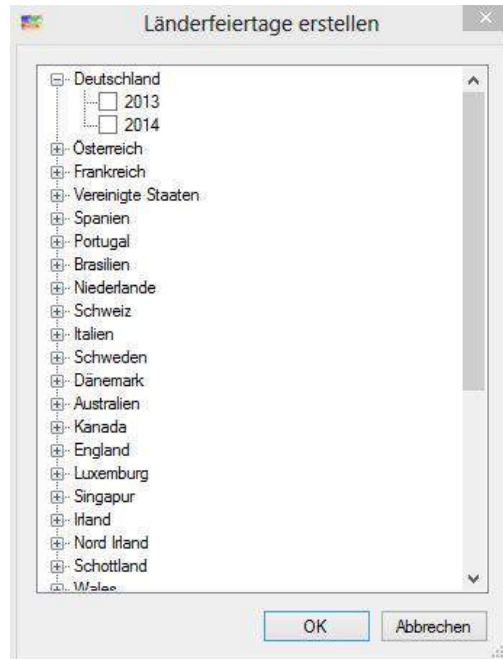 Länderfeiertage erstellen
Deutschland
2013
2014
Österreich
Frankreich
Vereinigte Staaten
Spanien
Portugal
Brasilien
Niederlande
Schweiz
Italien
Schweden
Dänemark
Australien
Kanada
England
Luxemburg
Singapur
Irland
Nord Irland
Schottland
Wales
OK Abbrechen